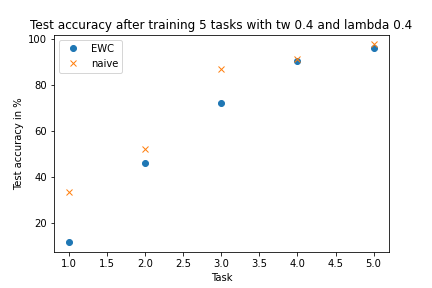 Test accuracy after training 5 tasks with tw 0.4 and lambda 0.4
EWC
naive
Test accuracy in %
100
80
60
40
20
1.0 1.5 2.0 2.5 3.0 3.5 4.0 4.5 5.0
Task